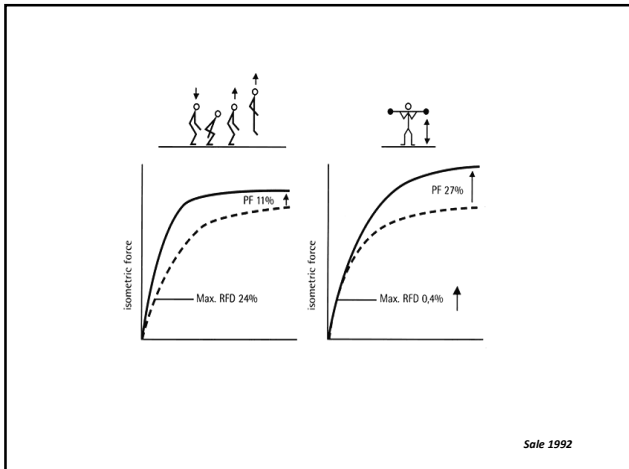 PF 11%
isometric force
Max. RFD 24%
PF 27%
isometric force
Max. RFD 0,4%
Sale 1992